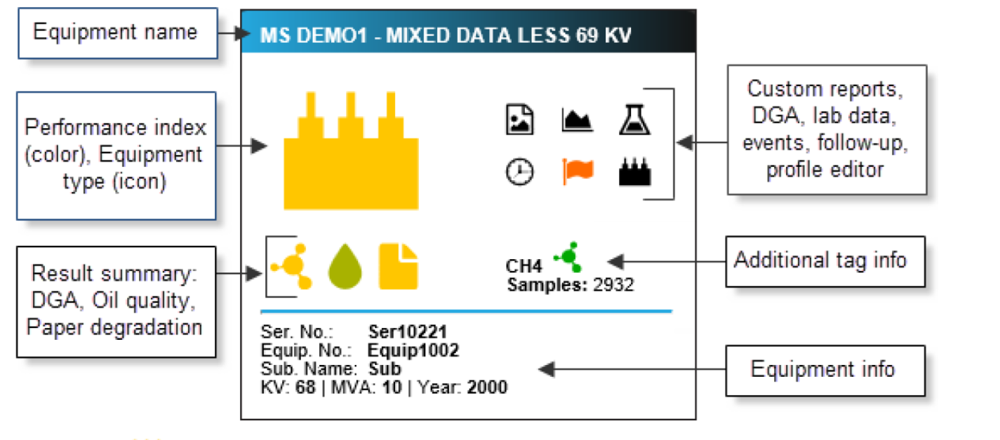 Equipment name
MS DEMO1 - MIXED DATA LESS 69 KV
Performance index
(color), Equipment
type (icon)
Custom reports,
DGA, lab data,
events, follow-up,
profile editor
Result summary:
DGA, Oil quality,
Paper degradation
CH4
Samples: 2932
Additional tag info
Ser. No.: Ser10221
Equip. No.: Equip1002
Sub. Name: Sub
KV: 68 | MVA: 10 | Year: 2000
Equipment info